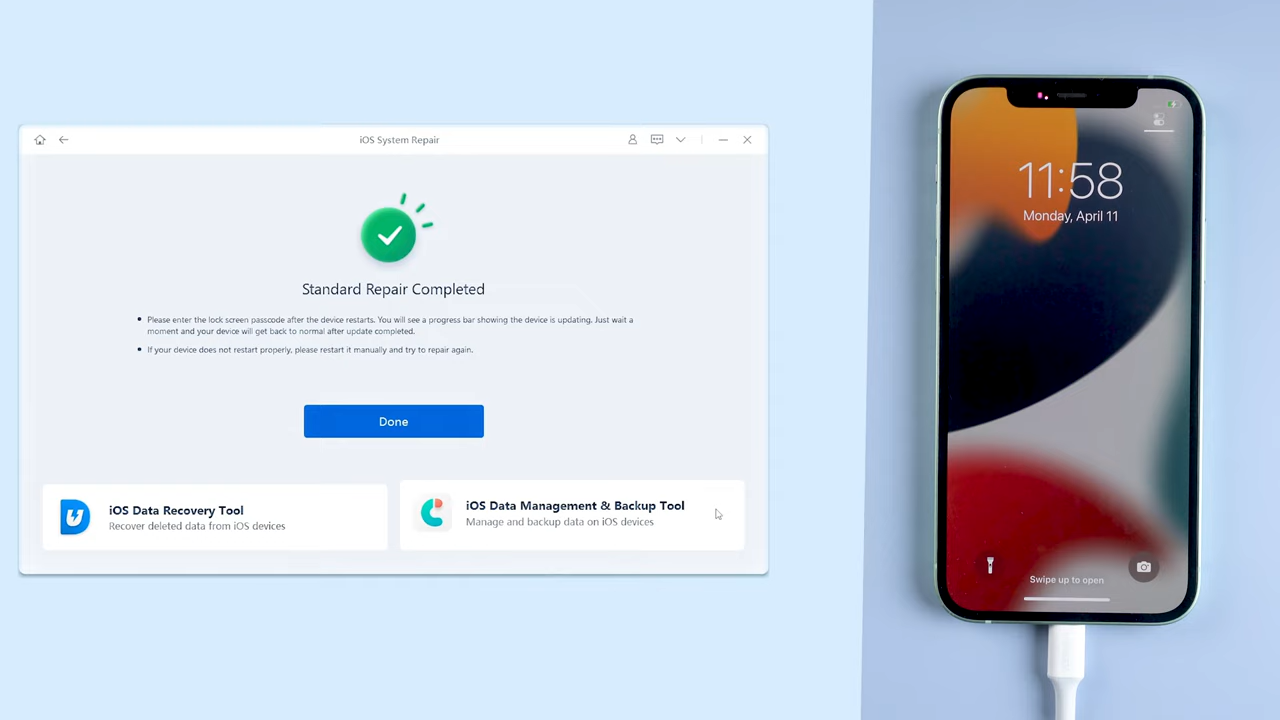 iOS System Repair
Standard Repair Completed
Please enter the lock screen passcode after the device restarts. You will see a progress bar showing the device is updating. Just wait a
moment and your device will get back to normal after update completed.
If your device does not restart properly, please restart it manually and try to repair again.
Done
iOS Data Recovery Tool
Recover deleted data from iOS devices
iOS Data Management & Backup Tool
Manage and backup data on iOS devices
11:58
Monday, April 11
Swipe up to open